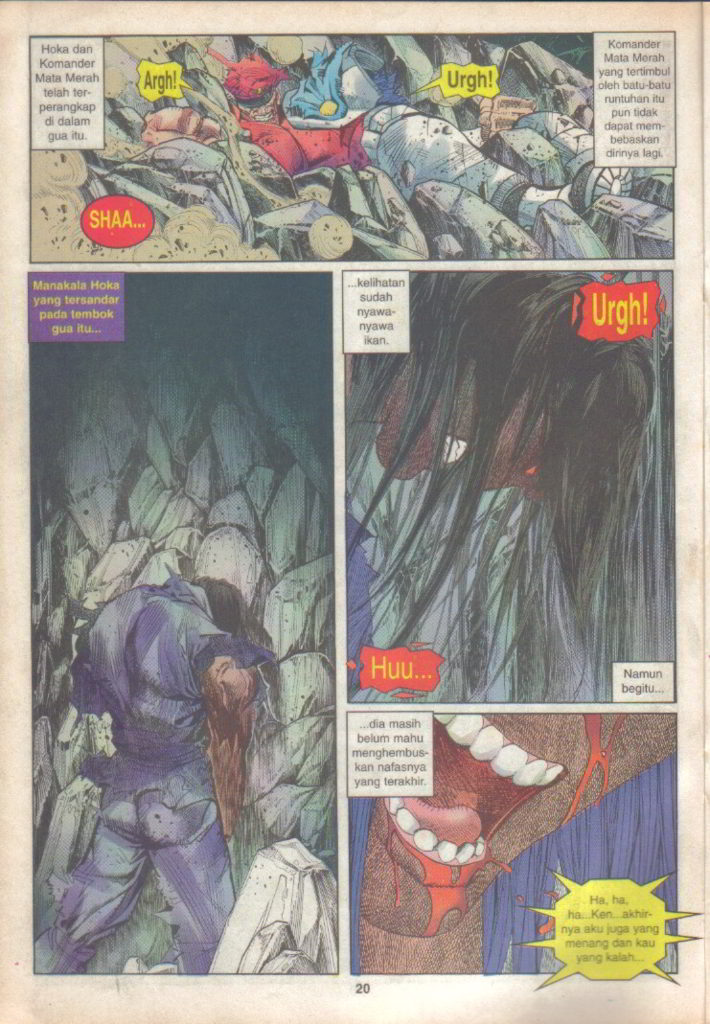 Hoka dan
Komander
Mata Merah
telah ter-
perangkap
di dalam
gua itu.
Argh!
Urgh!
Komander
Mata Merah
yang tertimbul
oleh batu-batu
runtuhan itu
pun tidak
dapat mem-
bebaskan
dirinya lagi.
SHAA...
Manakala Hoka
yang tersandar
pada tembok
gua itu...
...kelihatan
sudah
nyawa-
nyawa
ikan.
Urgh!
Huu...
Namun
begitu...
...dia masih
belum mahu
menghembus-
kan nafasnya
yang terakhir.
Ha, ha,
ha...Ken...akhir-
nya aku juga yang
menang dan kau
yang kalah...
20